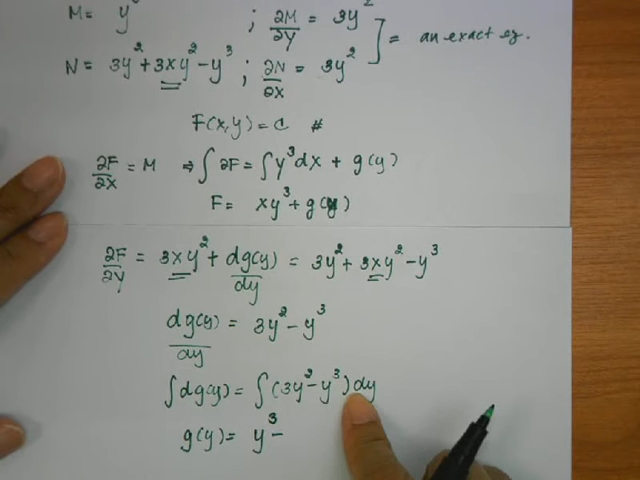 M= y³ ; ∂M/∂y = 3y² ] = an exact eq.
N= 3y²+3xy²-y³ ; ∂N/∂x = 3y²
F(x,y)=C #
∂F/∂x = M ⇒ ∫∂F= ∫y³dx + g(y)
F= xy³+g(y)
∂F/∂y = 3xy²+dg(y)/dy = 3y²+3xy²-y³
dg(y)/dy = 3y²-y³
∫dg(y)= ∫(3y²-y³)dy
g(y)= y³-